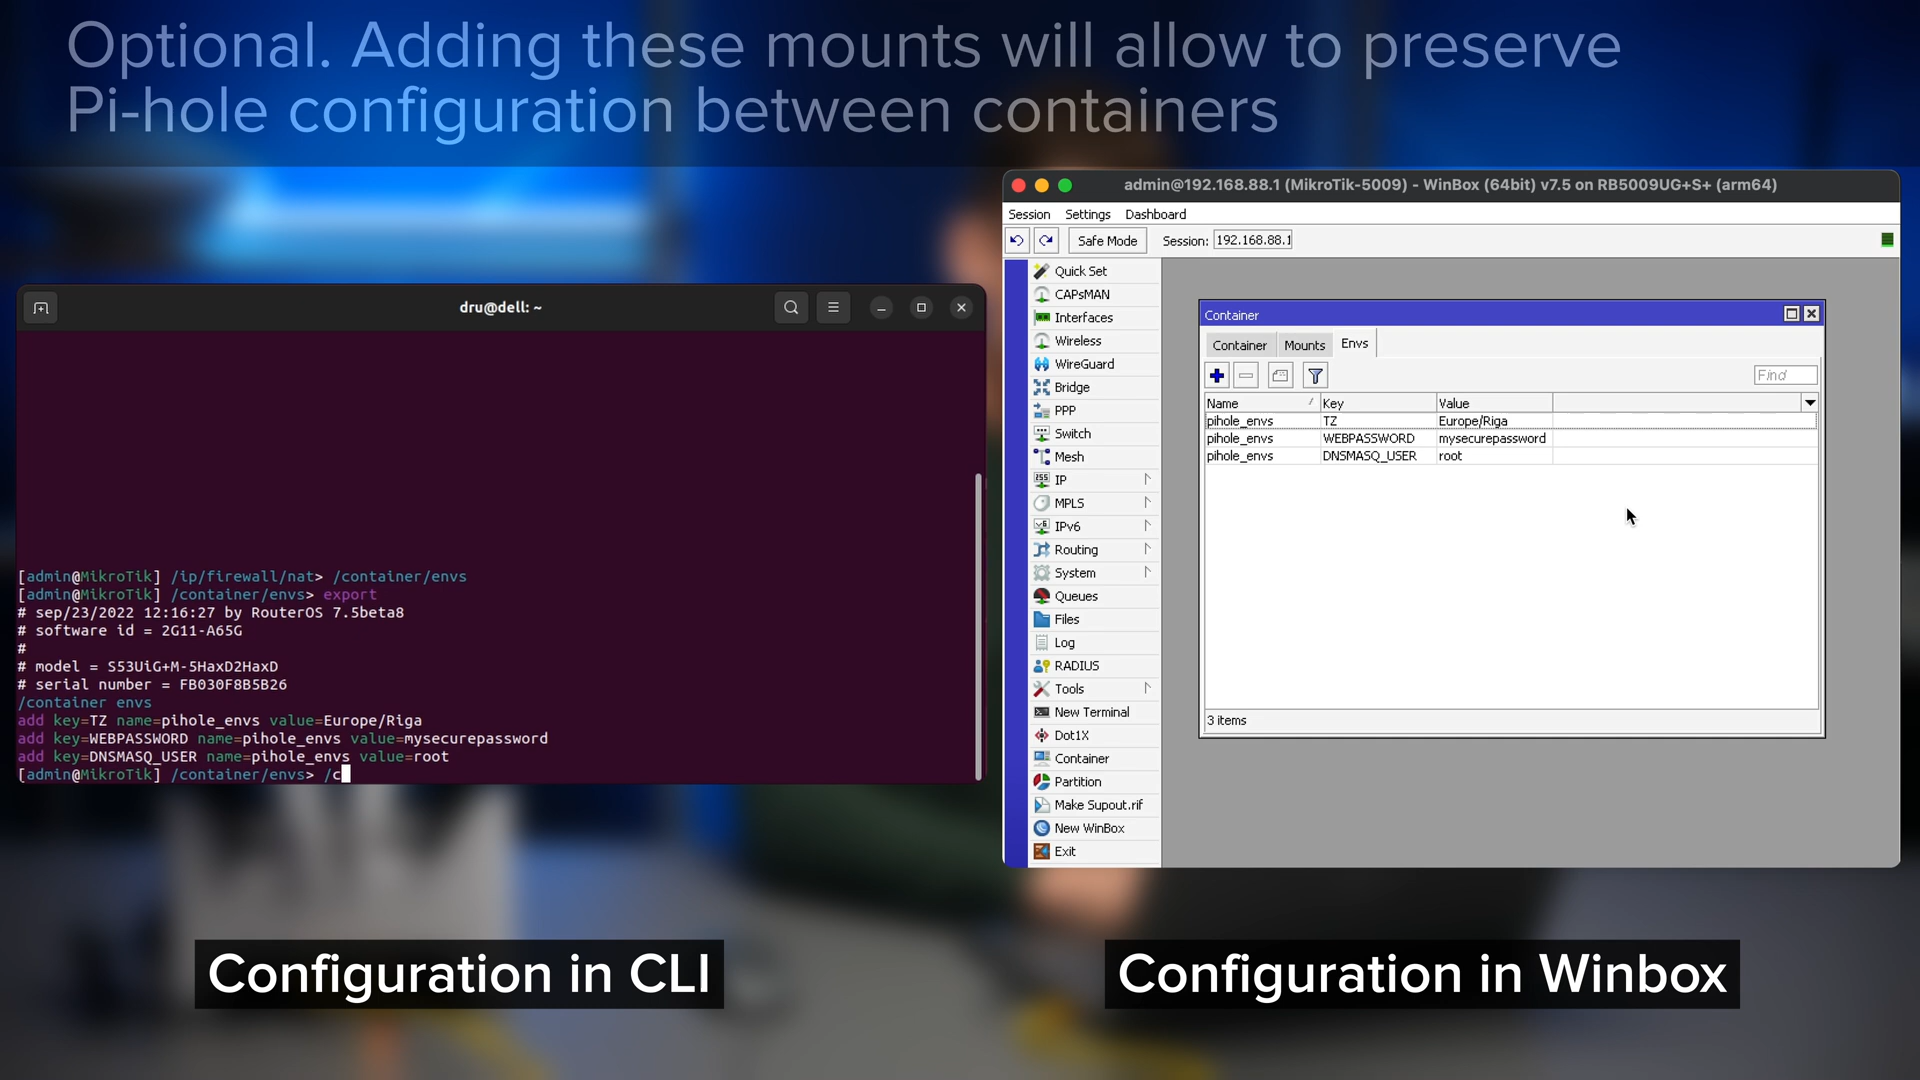 Optional. Adding these mounts will allow to preserve
Pi-hole configuration between containers
dru@dell: ~
[admin@MikroTik] /ip/firewall/nat> /container/envs
[admin@MikroTik] /container/envs> export
# sep/23/2022 12:16:27 by RouterOS 7.5beta8
# software id = 2G11-A65G
#
# model = S53UiG+M-5HaxD2HaxD
# serial number = FB030F8B5B26
/container envs
add key=TZ name=pihole_envs value=Europe/Riga
add key=WEBPASSWORD name=pihole_envs value=mysecurepassword
add key=DNSMASQ_USER name=pihole_envs value=root
[admin@MikroTik] /container/envs> /c
Configuration in CLI
admin@192.168.88.1 (MikroTik-5009) - WinBox (64bit) v7.5 on RB5009UG+S+ (arm64)
Session Settings Dashboard
Safe Mode Session: 192.168.88.1
Quick Set
CAPsMAN
Interfaces
Wireless
WireGuard
Bridge
PPP
Switch
Mesh
IP
MPLS
IPv6
Routing
System
Queues
Files
Log
RADIUS
Tools
New Terminal
Dot1X
Container
Partition
Make Supout.rif
New WinBox
Exit
Container
Container Mounts Envs
Find
Name Key Value
pihole_envs TZ Europe/Riga
pihole_envs WEBPASSWORD mysecurepassword
pihole_envs DNSMASQ_USER root
3 items
Configuration in Winbox